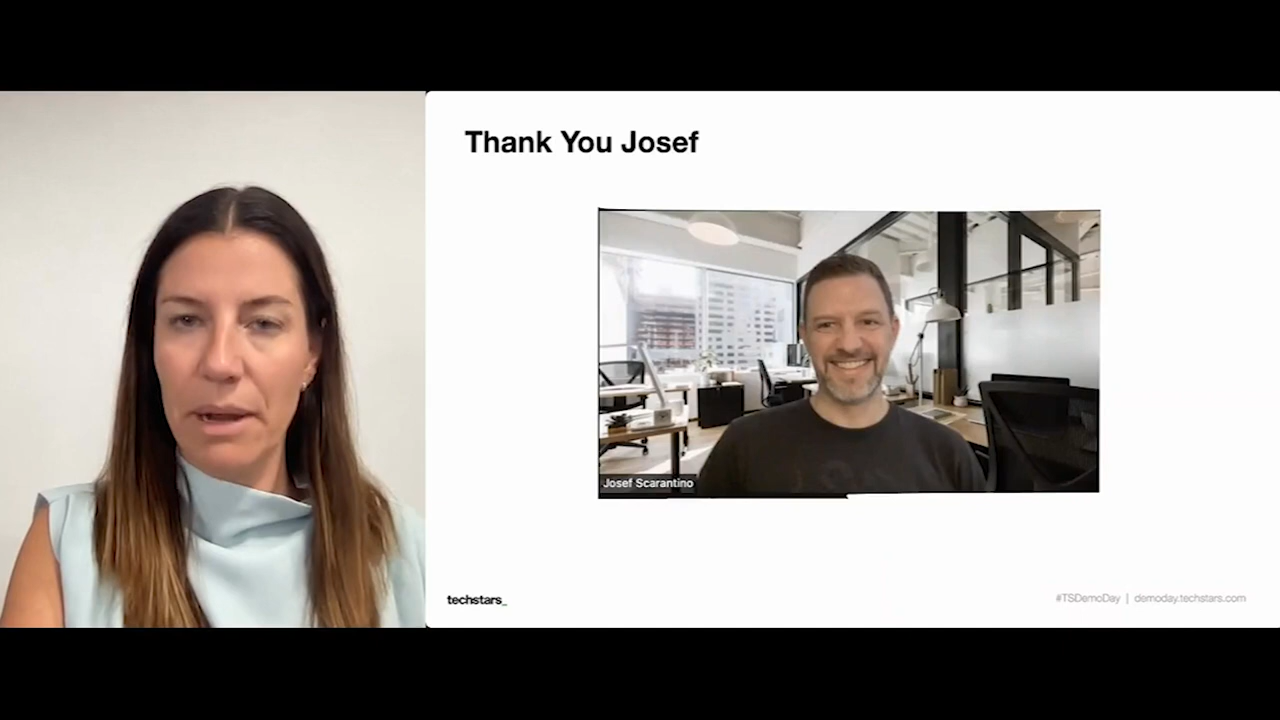 Thank You Josef
Josef Scarantino
techstars_
#TSDemoDay | demoday.techstars.com